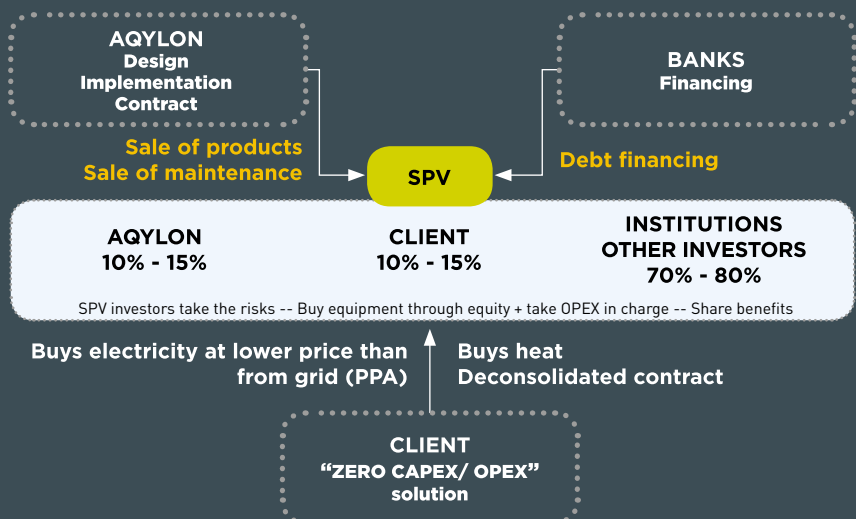 AQYLON
Design
Implementation
Contract
BANKS
Financing
Sale of products
Sale of maintenance
SPV
Debt financing
AQYLON
10% - 15%
CLIENT
10% - 15%
INSTITUTIONS
OTHER INVESTORS
70% - 80%
SPV investors take the risks -- Buy equipment through equity + take OPEX in charge -- Share benefits
Buys electricity at lower price than
from grid (PPA)
Buys heat
Deconsolidated contract
CLIENT
“ZERO CAPEX/ OPEX”
solution